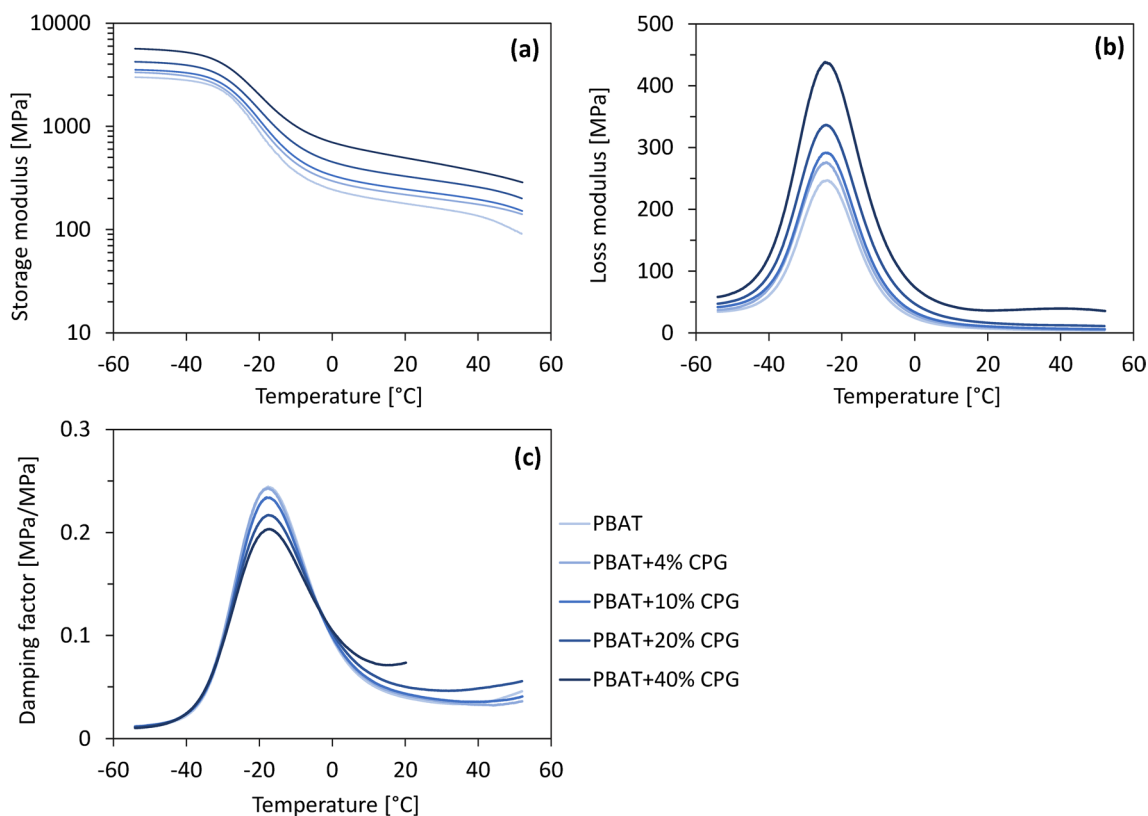 (a)
Storage modulus [MPa]
10000
1000
100
10
-60 -40 -20 0 20 40 60
Temperature [°C]
(b)
Loss modulus [MPa]
500
400
300
200
100
0
-60 -40 -20 0 20 40 60
Temperature [°C]
(c)
Damping factor [MPa/MPa]
0.3
0.2
0.1
0
-60 -40 -20 0 20 40 60
Temperature [°C]
PBAT
PBAT+4% CPG
PBAT+10% CPG
PBAT+20% CPG
PBAT+40% CPG